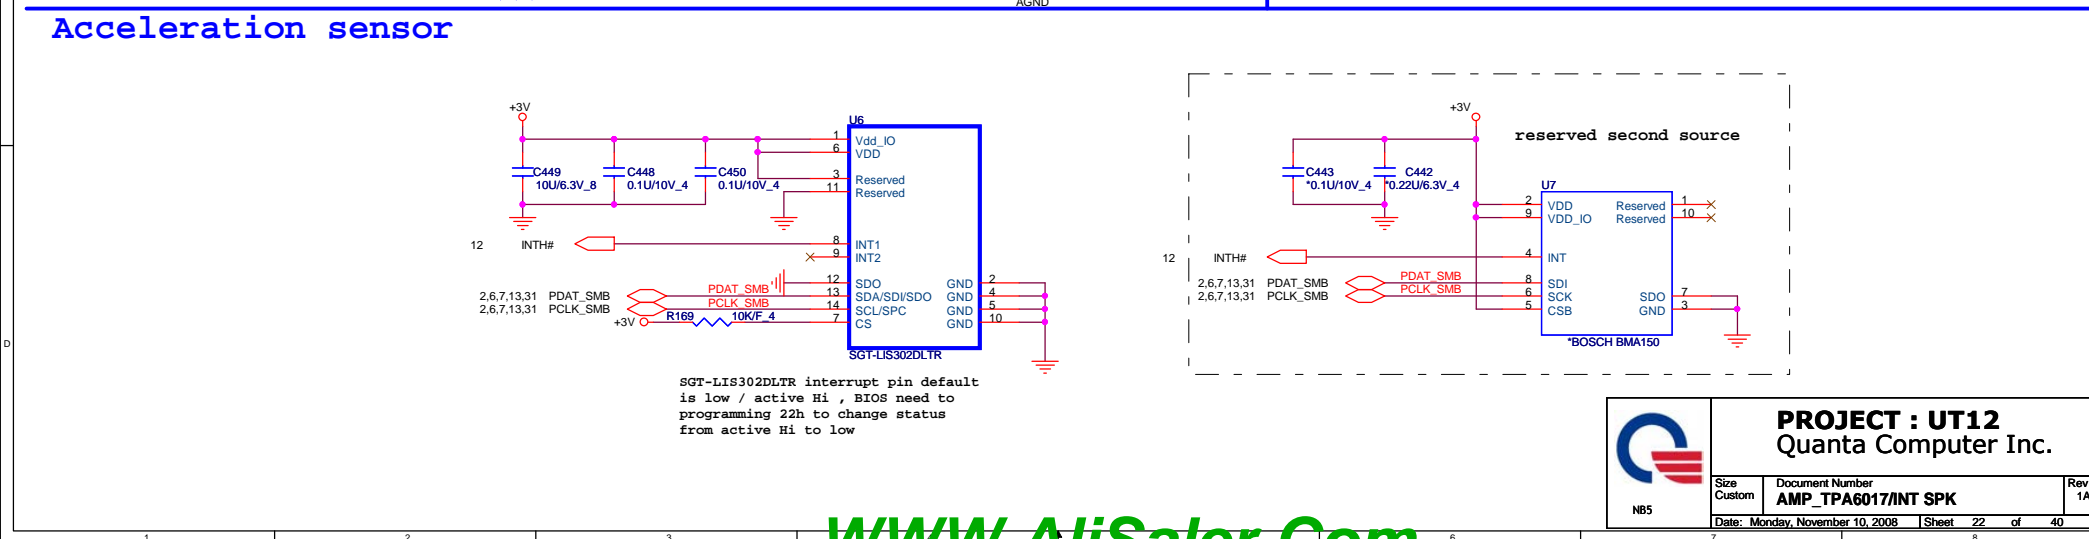 AGND
Acceleration sensor
+3V
U6
1 Vdd_IO
6 VDD
3 Reserved
11 Reserved
C449
10U/6.3V_8
C448
0.1U/10V_4
C450
0.1U/10V_4
12 INTH#
8 INT1
9 INT2
12 SDO
13 SDA/SDI/SDO
14 SCL/SPC
7 CS
GND 2
GND 4
GND 5
GND 10
2,6,7,13,31 PDAT_SMB
PDAT_SMB
2,6,7,13,31 PCLK_SMB
PCLK_SMB
+3V
R169 10K/F_4
SGT-LIS302DLTR
SGT-LIS302DLTR interrupt pin default
is low / active Hi , BIOS need to
programming 22h to change status
from active Hi to low
+3V
reserved second source
C443
*0.1U/10V_4
C442
*0.22U/6.3V_4
U7
2 VDD
9 VDD_IO
Reserved 1
Reserved 10
12 INTH#
4 INT
2,6,7,13,31 PDAT_SMB
PDAT_SMB
2,6,7,13,31 PCLK_SMB
PCLK_SMB
8 SDI
6 SCK
5 CSB
SDO 7
GND 3
*BOSCH BMA150
D
PROJECT : UT12
Quanta Computer Inc.
NB5
Size
Custom
Document Number
AMP_TPA6017/INT SPK
Rev
1A
Date: Monday, November 10, 2008
Sheet 22 of 40
WWW.AliSaler.Com
1 2 3 6 7 8